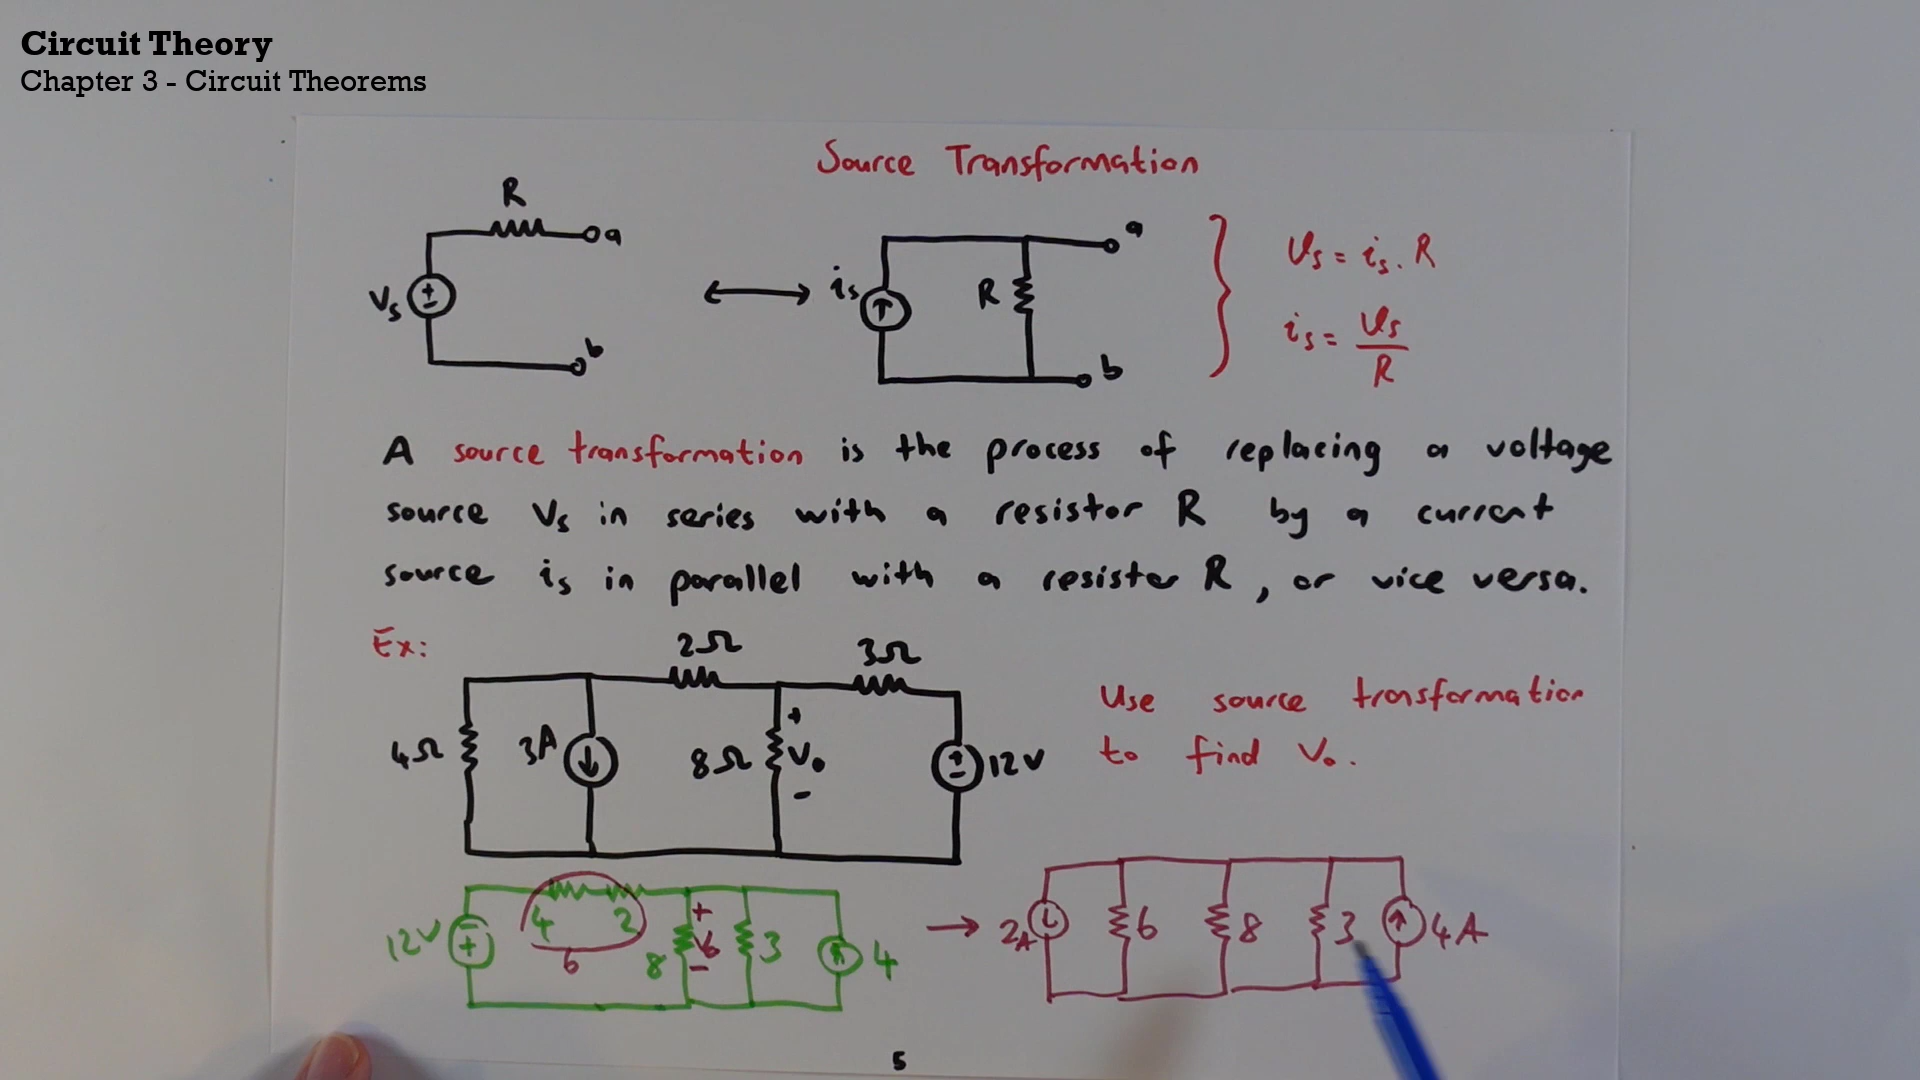 Circuit Theory
Chapter 3 - Circuit Theorems
Source Transformation
R
a
Vs
+
-
b
is
R
a
b
Vs = is . R
is = Vs / R
A source transformation is the process of replacing a voltage
source Vs in series with a resistor R by a current
source is in parallel with a resistor R, or vice versa.
Ex:
2Ω
3Ω
4Ω
3A
8Ω
+
Vo
-
+
-
12V
Use source transformation
to find Vo.
12V
-
+
4
2
6
8
+
Vo
-
3
4
2A
6
8
3
4A
5